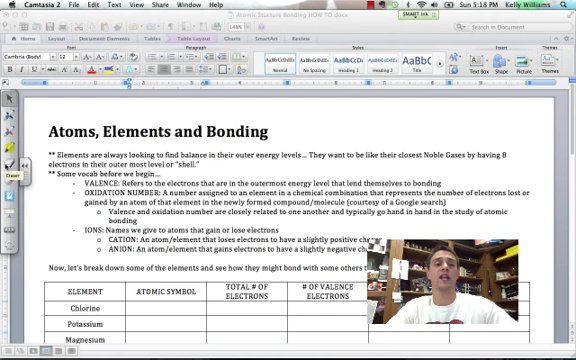 Camtasia 2 File Edit View Share Window Help Sun 5:18 PM Kelly Williams
Atomic Stucture Bonding HOW TO.docx
SMART Ink
148%
Search in Document
Home Layout Document Elements Table Layout Charts SmartArt Review
Font Paragraph Styles Insert Themes
Cambria (Body) 12
Normal No Spacing Heading 1 Heading 2 Title Text Box Shape Picture Themes
Eraser
Atoms, Elements and Bonding
** Elements are always looking to find balance in their outer energy levels... They want to be like their closest Noble Gases by having 8
electrons in their outer most level or "shell".
** Some vocab before we begin...
- VALENCE: Refers to the electrons that are in the outermost energy level that lend themselves to bonding
- OXIDATION NUMBER: A number assigned to an element in a chemical combination that represents the number of electrons lost or
gained by an atom of that element in the newly formed compound/molecule (courtesy of a Google search)
o Valence and oxidation number are closely related to one another and typically go hand in hand in the study of atomic
bonding
- IONS: Names we give to atoms that gain or lose electrons
o CATION: An atom/element that loses electrons to have a slightly positive
o ANION: An atom/element that gains electrons to have a slightly negative
Now, let's break down some of the elements and see how they might bond with some others
ELEMENT ATOMIC SYMBOL TOTAL # OF ELECTRONS # OF VALENCE ELECTRONS
Chlorine
Potassium
Magnesium